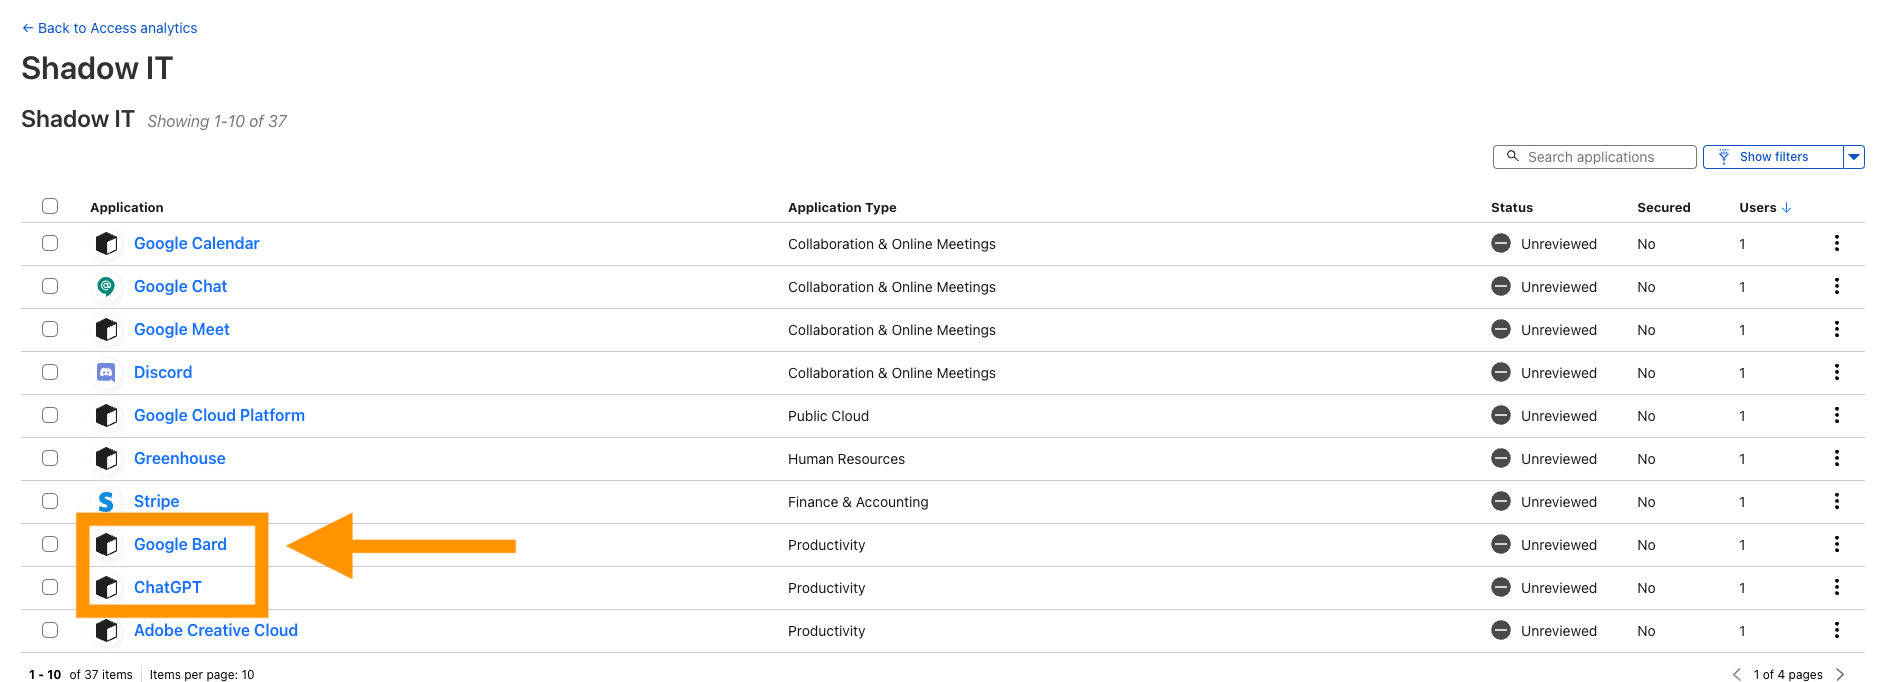 ← Back to Access analytics
Shadow IT
Shadow IT Showing 1-10 of 37
Search applications Show filters
Application Application Type Status Secured Users ↓
Google Calendar Collaboration & Online Meetings Unreviewed No 1
Google Chat Collaboration & Online Meetings Unreviewed No 1
Google Meet Collaboration & Online Meetings Unreviewed No 1
Discord Collaboration & Online Meetings Unreviewed No 1
Google Cloud Platform Public Cloud Unreviewed No 1
Greenhouse Human Resources Unreviewed No 1
Stripe Finance & Accounting Unreviewed No 1
Google Bard Productivity Unreviewed No 1
ChatGPT Productivity Unreviewed No 1
Adobe Creative Cloud Productivity Unreviewed No 1
1 - 10 of 37 items Items per page: 10 1 of 4 pages